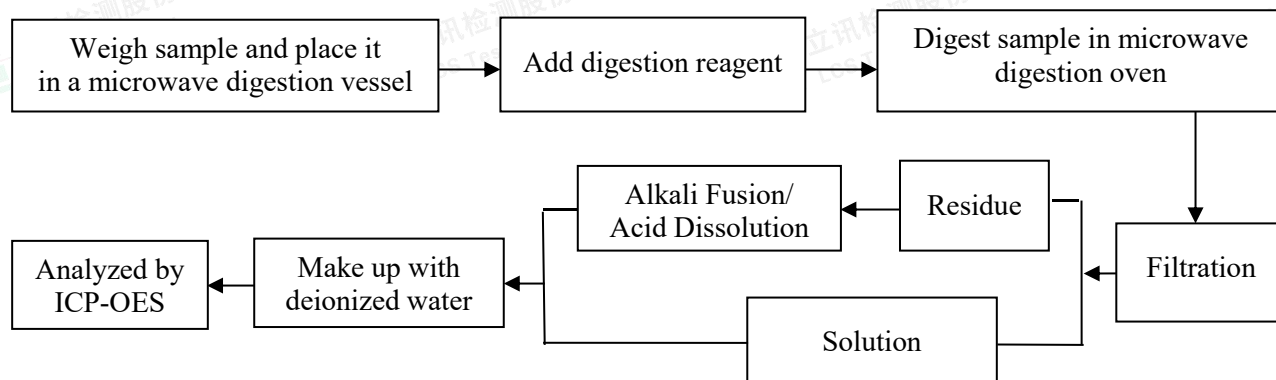 Weigh sample and place it
in a microwave digestion vessel
Add digestion reagent
Digest sample in microwave
digestion oven
Alkali Fusion/
Acid Dissolution
Residue
Filtration
Analyzed by
ICP-OES
Make up with
deionized water
Solution